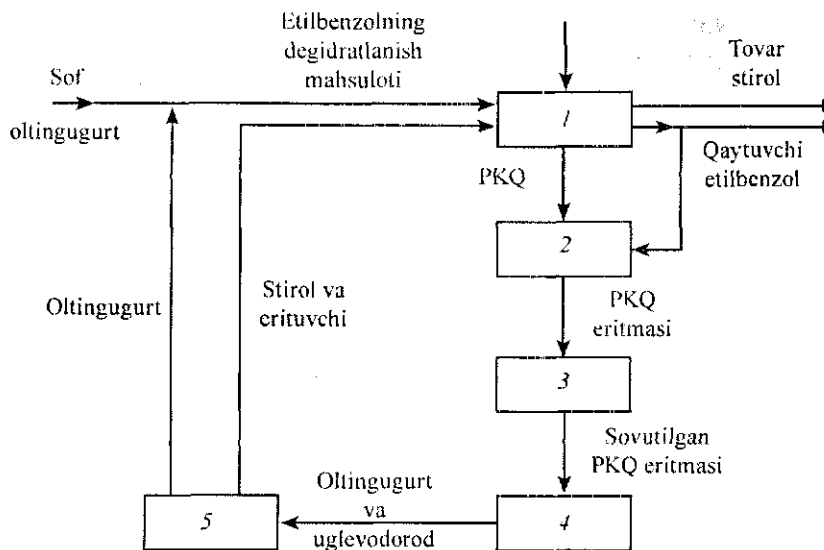 Etilbenzolning
degidratlanish
mahsuloti
Tovar
stirol
Sof
oltingugurt
1
Qaytuvchi
etilbenzol
PKQ
2
Oltingugurt
Stirol va
erituvchi
PKQ
eritmasi
3
Sovutilgan
PKQ eritmasi
Oltingugurt
va
uglevodorod
5
4